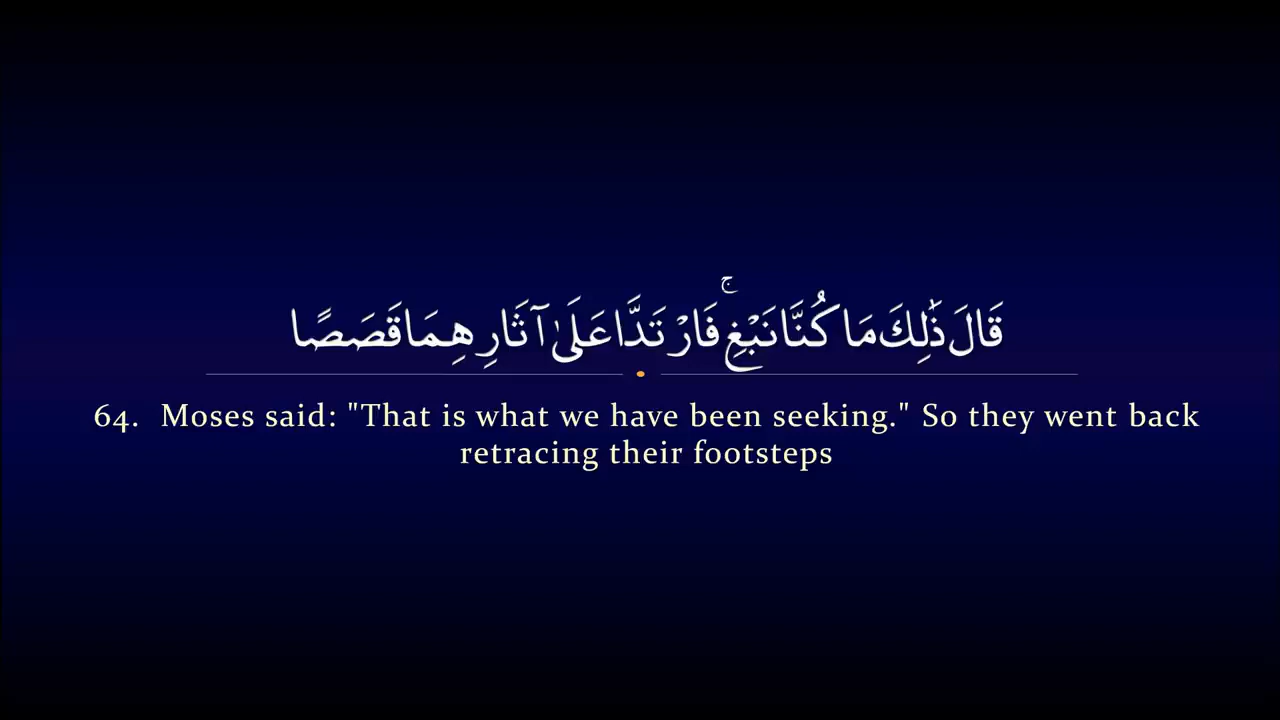 قَالَ ذَٰلِكَ مَا كُنَّا نَبْغِ ۚ فَارْتَدَّا عَلَىٰ آثَارِهِمَا قَصَصًا
64. Moses said: "That is what we have been seeking." So they went back
retracing their footsteps